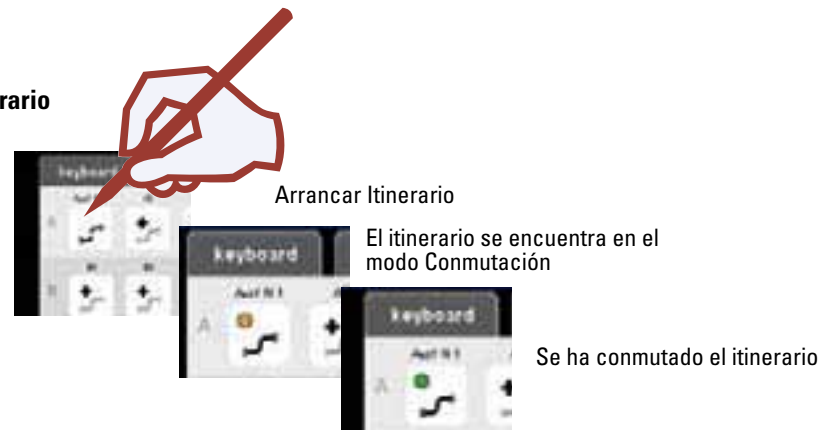 rario
keyboard
Arrancar Itinerario
El itinerario se encuentra en el
modo Conmutación
keyboard
A
keyboard
A
Se ha conmutado el itinerario